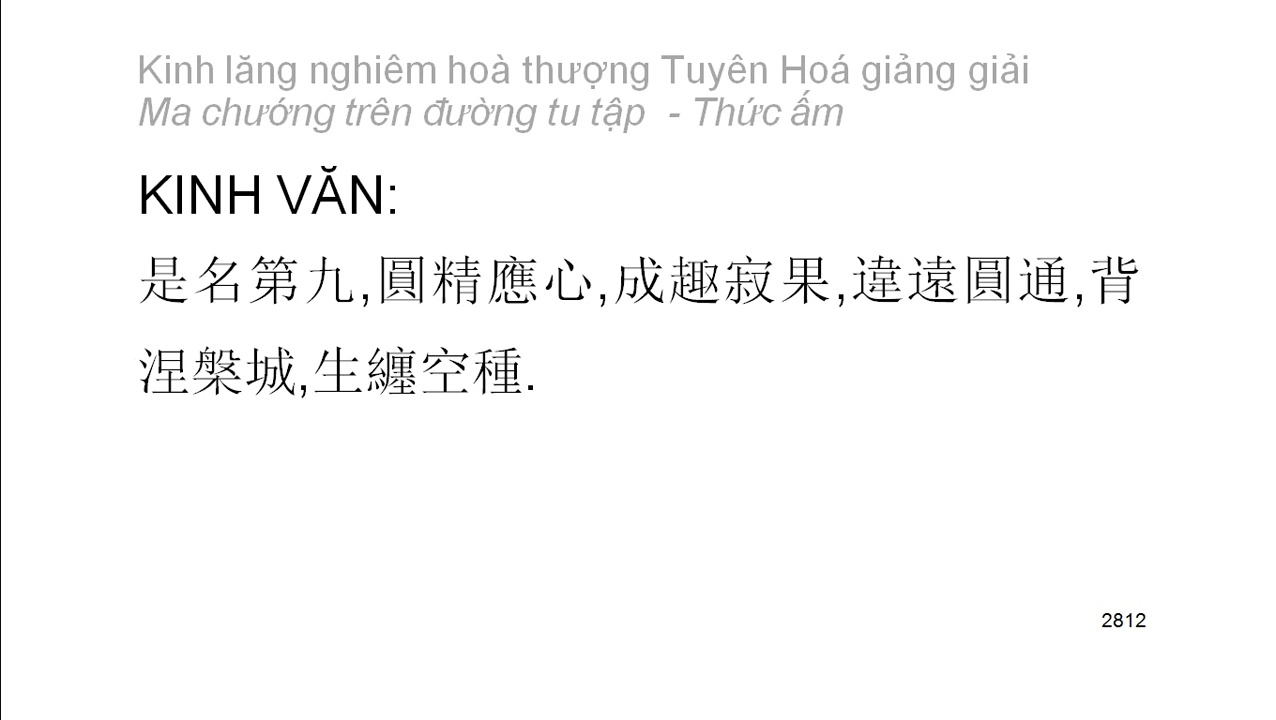 Kinh lăng nghiêm hoà thượng Tuyên Hoá giảng giải
Ma chướng trên đường tu tập - Thức ấm
KINH VĂN:
是名第九,圓精應心,成趣寂果,違遠圓通,背
涅槃城,生纏空種.
2812